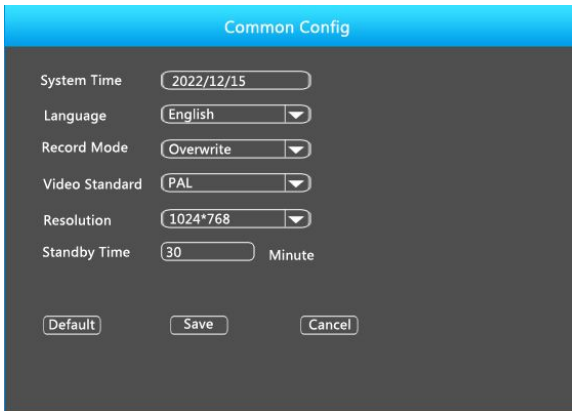 Common Config
System Time 2022/12/15
Language English
Record Mode Overwrite
Video Standard PAL
Resolution 1024*768
Standby Time 30 Minute
Default Save Cancel